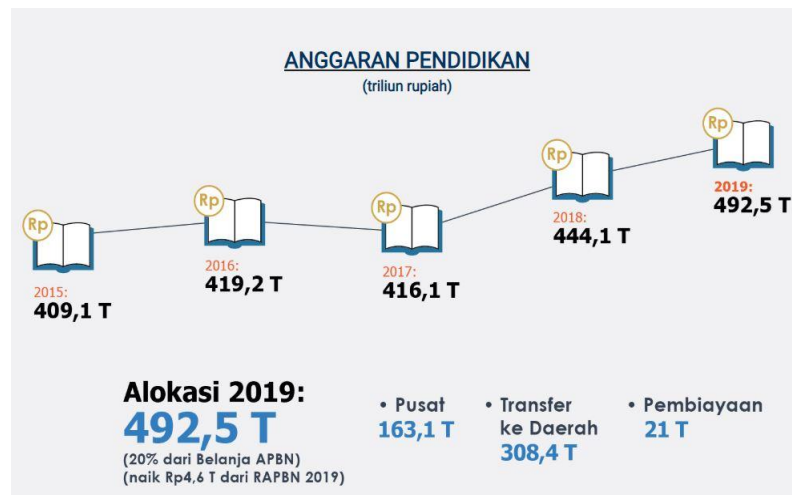 ANGGARAN PENDIDIKAN
(triliun rupiah)
Rp
2015:
409,1 T
Rp
2016:
419,2 T
Rp
2017:
416,1 T
Rp
2018:
444,1 T
Rp
2019:
492,5 T
Alokasi 2019:
492,5 T
(20% dari Belanja APBN)
(naik Rp4,6 T dari RAPBN 2019)
• Pusat
163,1 T
• Transfer
ke Daerah
308,4 T
• Pembiayaan
21 T